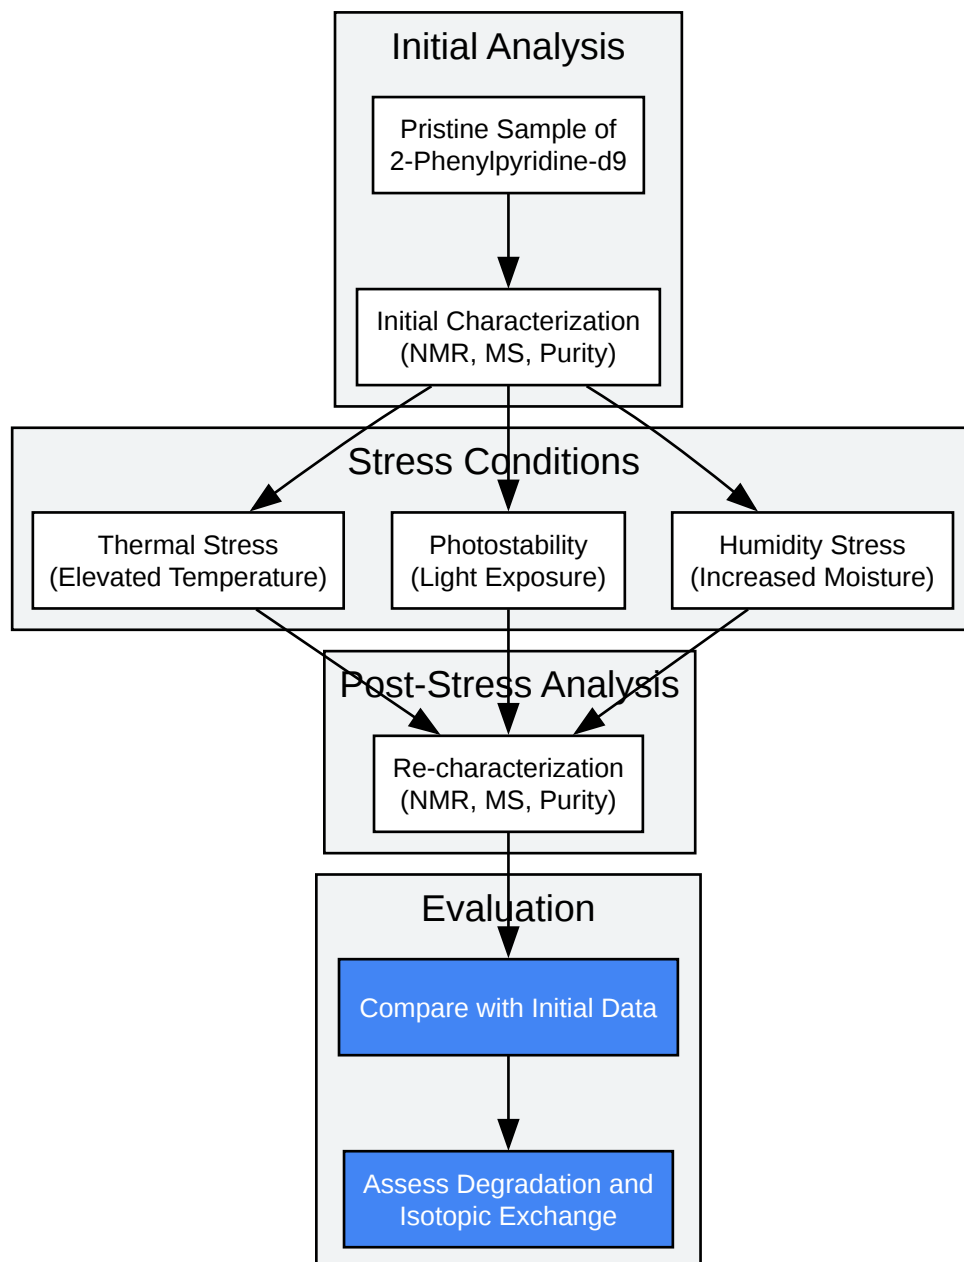 Initial Analysis
Pristine Sample of
2-Phenylpyridine-d9
Initial Characterization
(NMR, MS, Purity)
Stress Conditions
Thermal Stress
(Elevated Temperature)
Photostability
(Light Exposure)
Humidity Stress
(Increased Moisture)
Post-Stress Analysis
Re-characterization
(NMR, MS, Purity)
Evaluation
Compare with Initial Data
Assess Degradation and
Isotopic Exchange